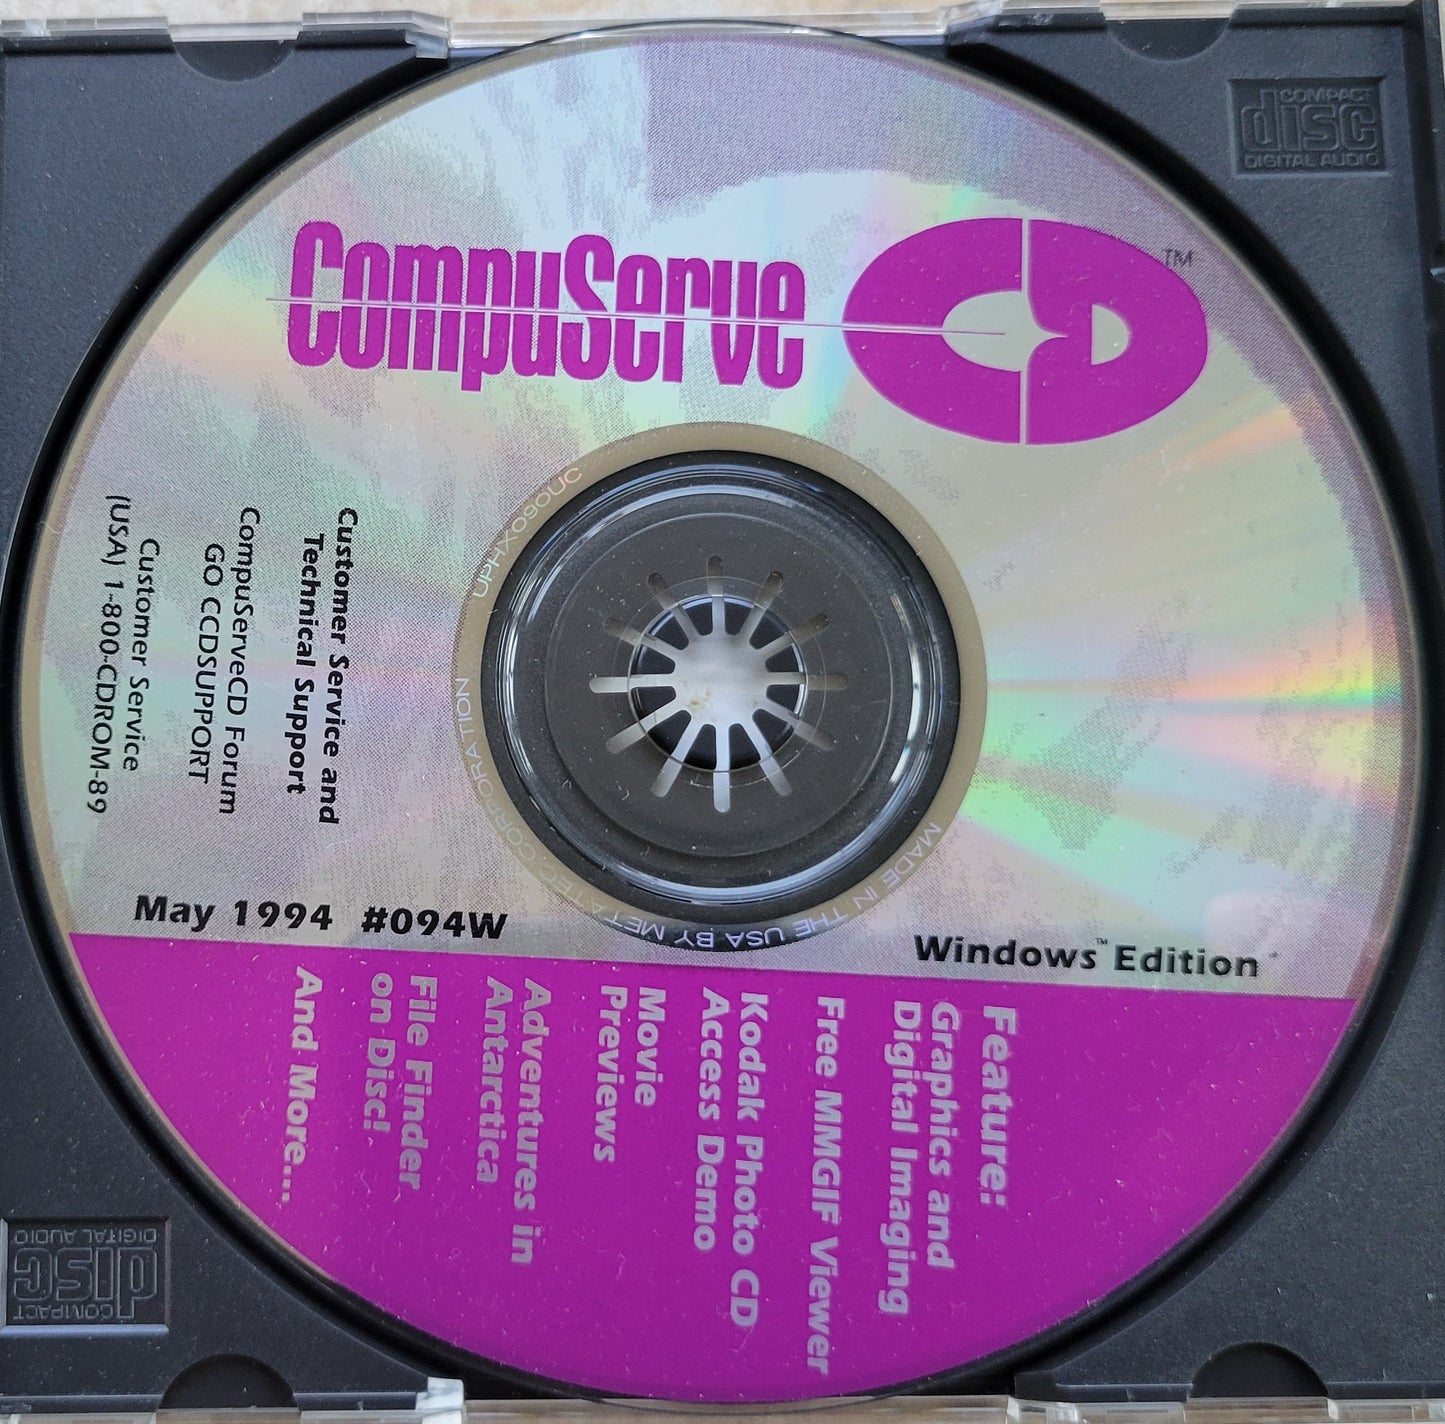 CompuServe
TM
Customer Service and
Technical Support
CompuServeCD Forum
GO CCDSUPPORT
Customer Service
(USA) 1-800-CDROM-89
May 1994 #094W
Windows™ Edition
Feature:
Graphics and
Digital Imaging
Free MMGIF Viewer
Kodak Photo CD
Access Demo
Movie
Previews
Adventures in
Antarctica
File Finder
on Disc!
And More....
UPHX090UC
MADE IN THE USA BY METATEC CORPORATION
COMPACT
disc
DIGITAL AUDIO
COMPACT
disc
DIGITAL AUDIO